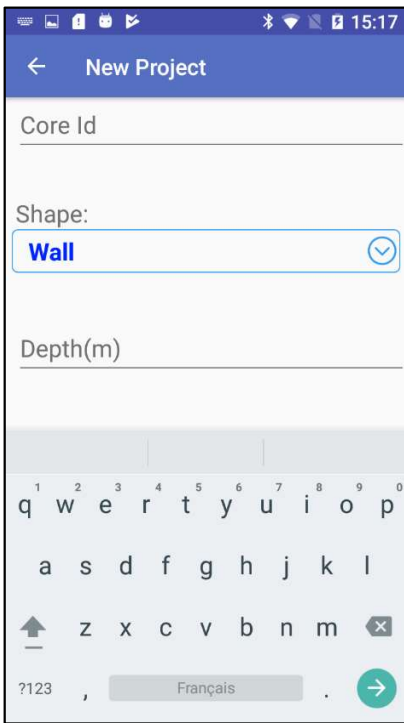 15:17
New Project
Core Id
Shape:
Wall
Depth(m)
1 2 3 4 5 6 7 8 9 0
q w e r t y u i o p
a s d f g h j k l
z x c v b n m
?123 , Français .